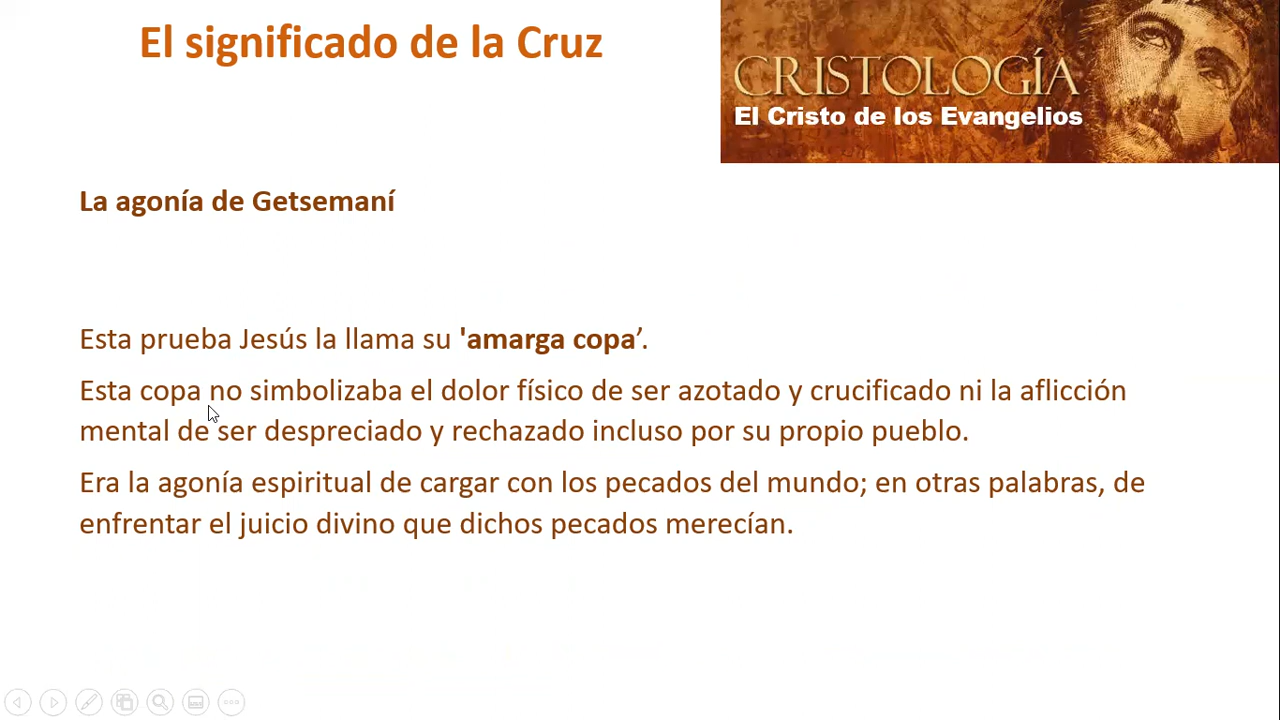 El significado de la Cruz
CRISTOLOGÍA
El Cristo de los Evangelios
La agonía de Getsemaní
Esta prueba Jesús la llama su 'amarga copa’.
Esta copa no simbolizaba el dolor físico de ser azotado y crucificado ni la aflicción
mental de ser despreciado y rechazado incluso por su propio pueblo.
Era la agonía espiritual de cargar con los pecados del mundo; en otras palabras, de
enfrentar el juicio divino que dichos pecados merecían.